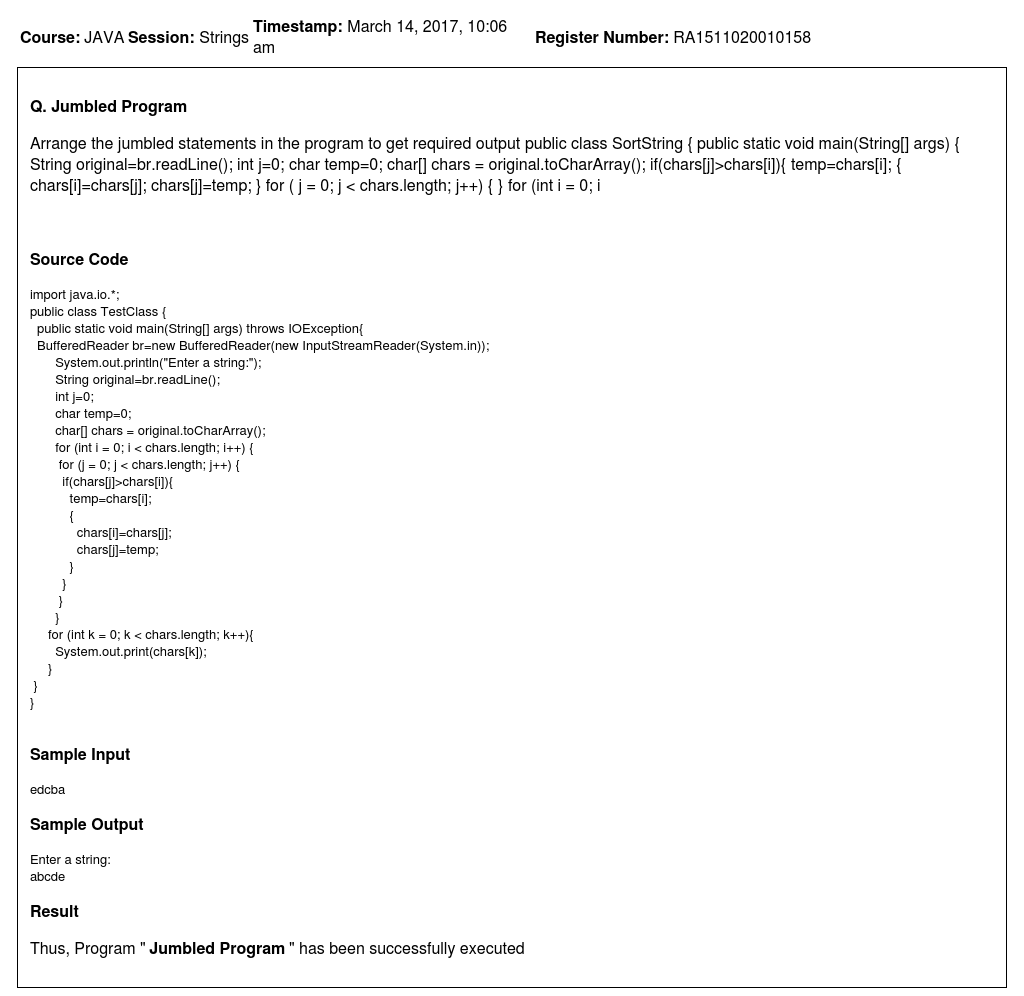 Course: JAVA Session: Strings Timestamp: March 14, 2017, 10:06 am Register Number: RA1511020010158
Q. Jumbled Program
Arrange the jumbled statements in the program to get required output public class SortString { public static void main(String[] args) {
String original=br.readLine(); int j=0; char temp=0; char[] chars = original.toCharArray(); if(chars[j]>chars[i]){ temp=chars[i]; {
chars[i]=chars[j]; chars[j]=temp; } for ( j = 0; j < chars.length; j++) { } for (int i = 0; i
Source Code
import java.io.*;
public class TestClass {
public static void main(String[] args) throws IOException{
BufferedReader br=new BufferedReader(new InputStreamReader(System.in));
System.out.println("Enter a string:");
String original=br.readLine();
int j=0;
char temp=0;
char[] chars = original.toCharArray();
for (int i = 0; i < chars.length; i++) {
for (j = 0; j < chars.length; j++) {
if(chars[j]>chars[i]){
temp=chars[i];
{
chars[i]=chars[j];
chars[j]=temp;
}
}
}
}
for (int k = 0; k < chars.length; k++){
System.out.print(chars[k]);
}
}
}
Sample Input
edcba
Sample Output
Enter a string:
abcde
Result
Thus, Program " Jumbled Program " has been successfully executed